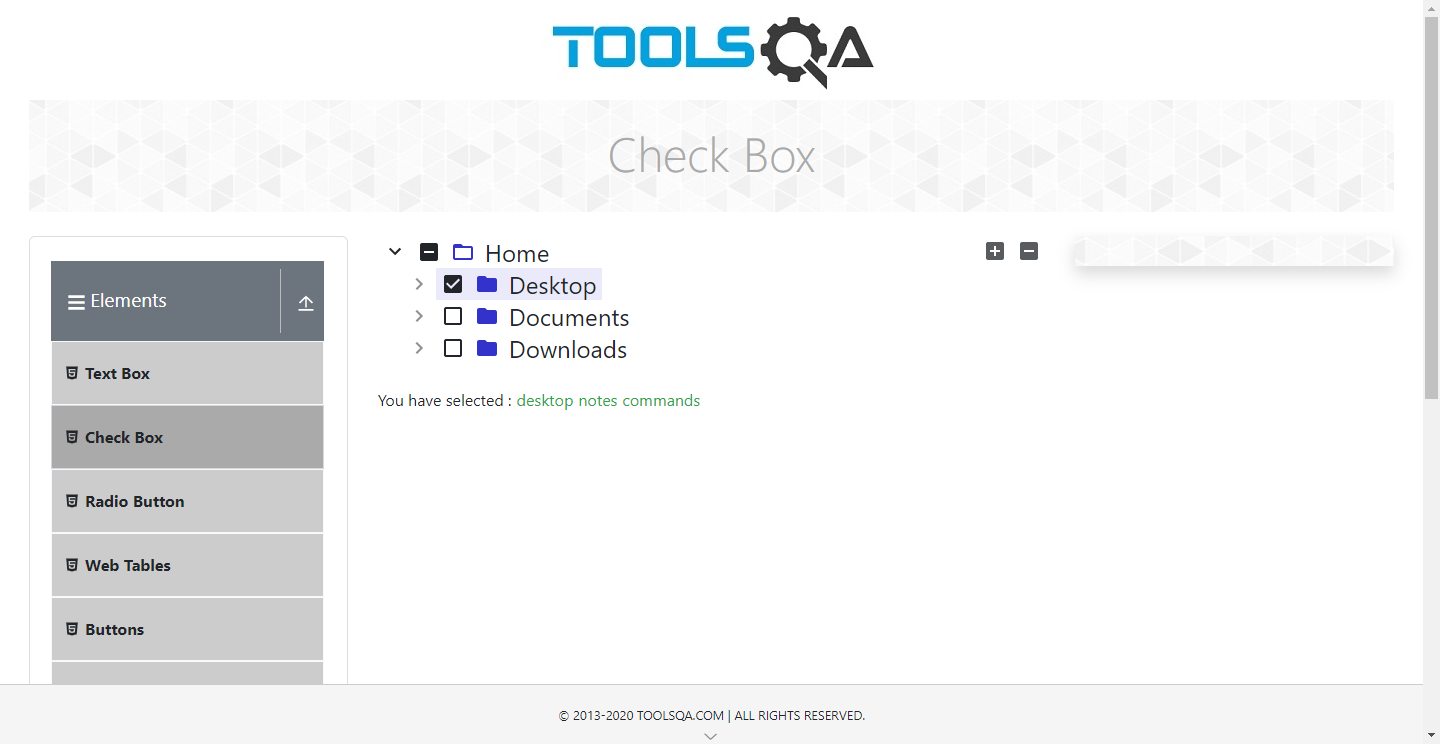 TOOLSQA
Check Box
Elements
Text Box
Check Box
Radio Button
Web Tables
Buttons
Home
Desktop
Documents
Downloads
You have selected : desktop notes commands
© 2013-2020 TOOLSQA.COM | ALL RIGHTS RESERVED.